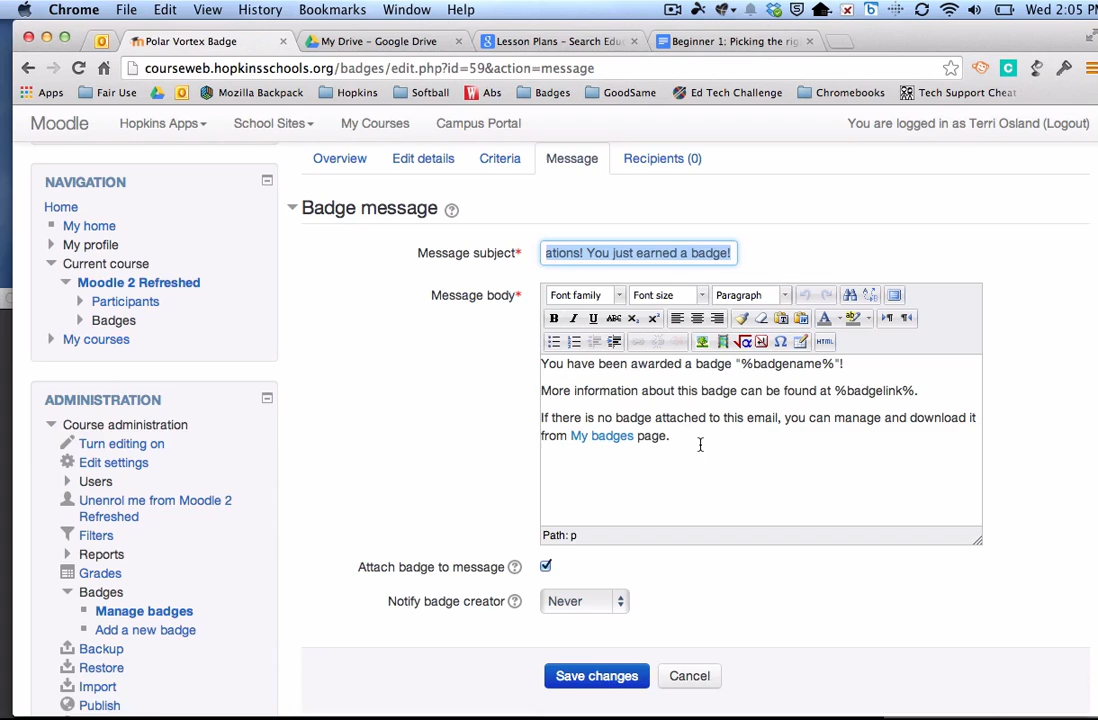 Chrome File Edit View History Bookmarks Window Help Wed 2:05 PM
Polar Vortex Badge My Drive - Google Drive Lesson Plans - Search Edu Beginner 1: Picking the rig
courseweb.hopkinsschools.org/badges/edit.php?id=59&action=message
Apps Fair Use Mozilla Backpack Hopkins Softball Abs Badges GoodSame Ed Tech Challenge Chromebooks Tech Support Cheat
Moodle Hopkins Apps School Sites My Courses Campus Portal You are logged in as Terri Osland (Logout)
Overview Edit details Criteria Message Recipients (0)
NAVIGATION
Home
My home
My profile
Current course
Moodle 2 Refreshed
Participants
Badges
My courses
ADMINISTRATION
Course administration
Turn editing on
Edit settings
Users
Unenrol me from Moodle 2
Refreshed
Filters
Reports
Grades
Badges
Manage badges
Add a new badge
Backup
Restore
Import
Publish
Badge message
Message subject* ations! You just earned a badge!
Message body* Font family Font size Paragraph
B I U ABC X₂ X² A ab
HTML
You have been awarded a badge "%badgename%"!
More information about this badge can be found at %badgelink%.
If there is no badge attached to this email, you can manage and download it
from My badges page.
Path: p
Attach badge to message
Notify badge creator Never
Save changes Cancel